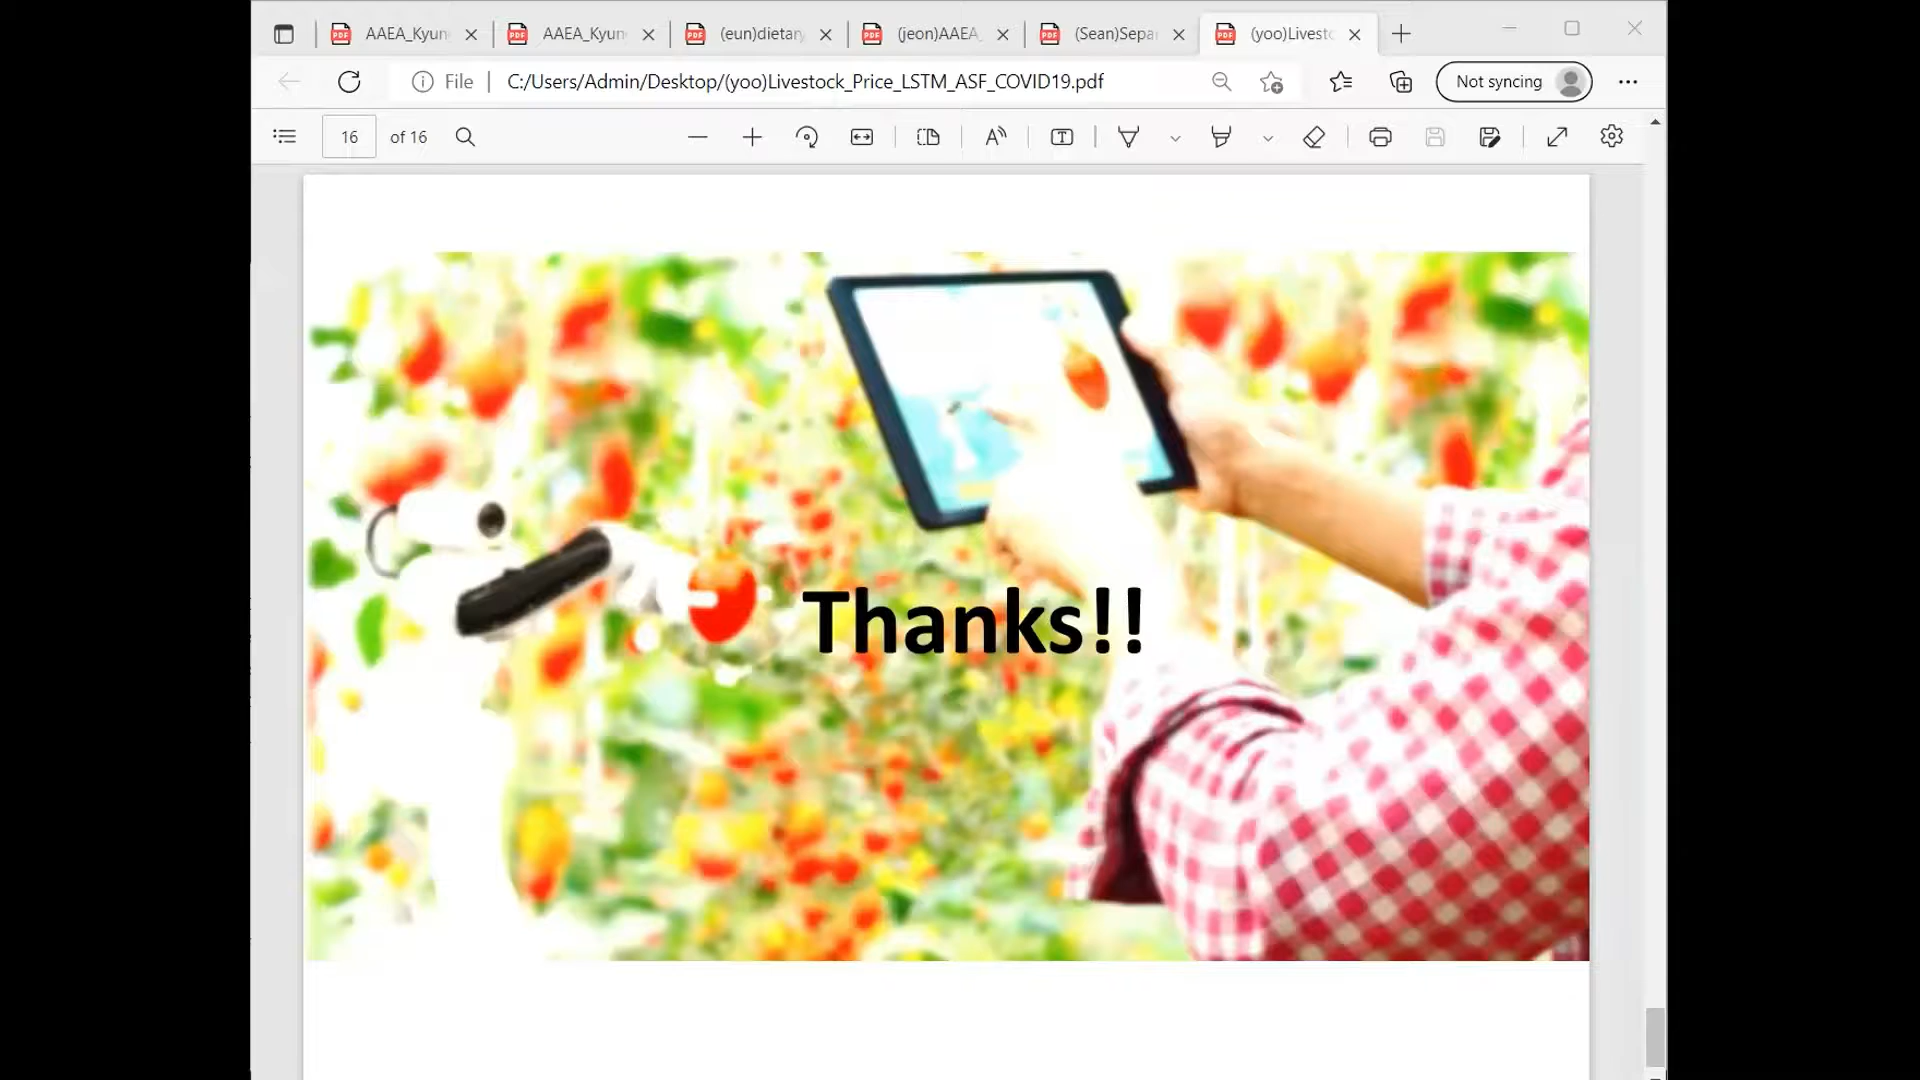 AAEA_Kyun
AAEA_Kyun
(eun)dietar
(jeon)AAEA_
(Sean)Sepa
(yoo)Livest
File
C:/Users/Admin/Desktop/(yoo)Livestock_Price_LSTM_ASF_COVID19.pdf
Not syncing
16 of 16
Thanks!!